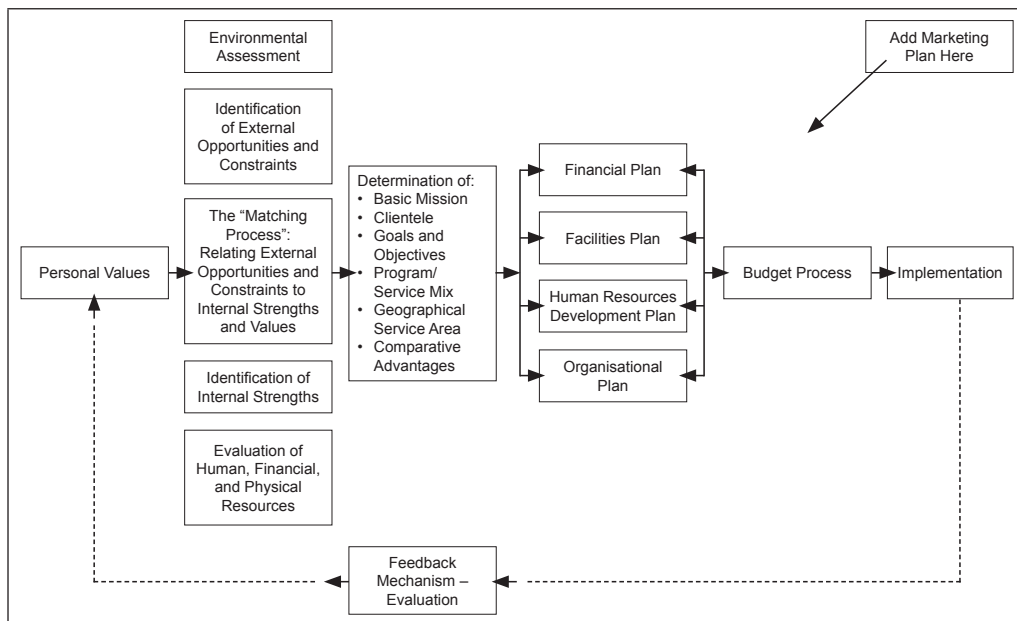 Environmental
Assessment
Add Marketing
Plan Here
Identification
of External
Opportunities and
Constraints
Personal Values
The “Matching
Process”:
Relating External
Opportunities and
Constraints to
Internal Strengths
and Values
Identification of
Internal Strengths
Evaluation of
Human, Financial,
and Physical
Resources
Determination of:
• Basic Mission
• Clientele
• Goals and
Objectives
• Program/
Service Mix
• Geographical
Service Area
• Comparative
Advantages
Financial Plan
Facilities Plan
Human Resources
Development Plan
Organisational
Plan
Budget Process
Implementation
Feedback
Mechanism –
Evaluation